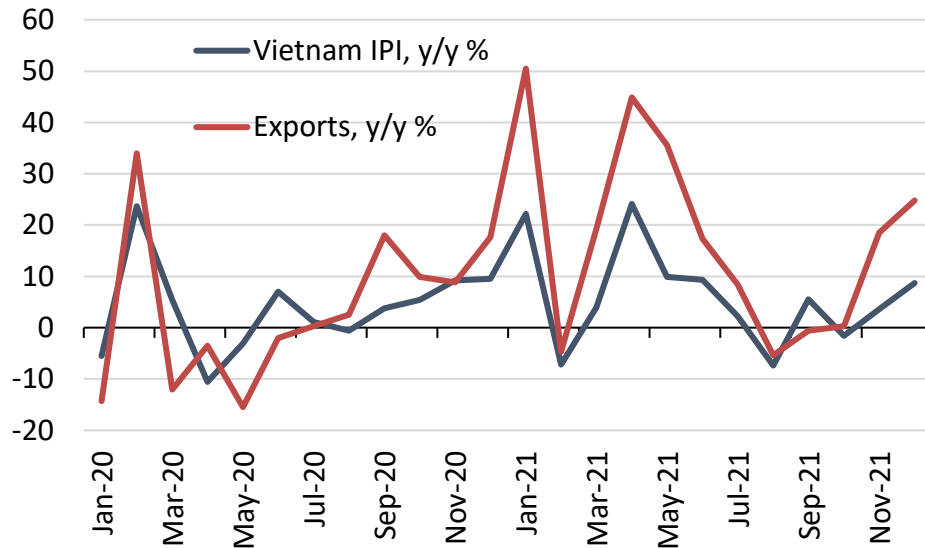 60
50
40
30
20
10
0
-10
-20
Vietnam IPI, y/y %
Exports, y/y %
Jan-20
Mar-20
May-20
Jul-20
Sep-20
Nov-20
Jan-21
Mar-21
May-21
Jul-21
Sep-21
Nov-21